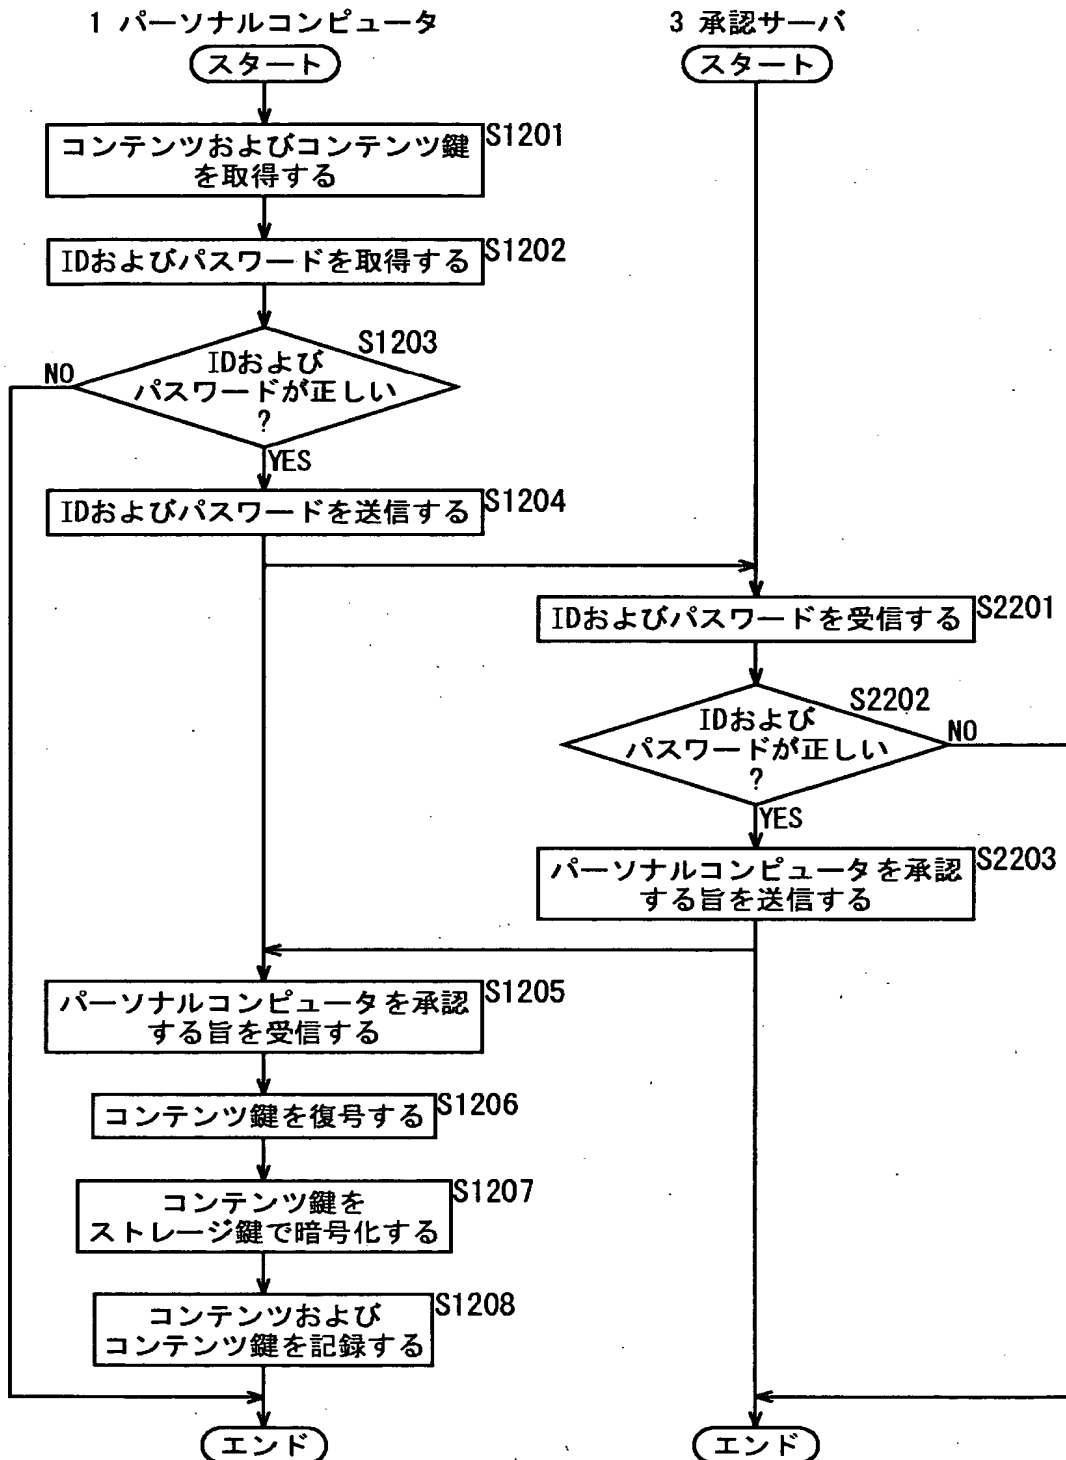 1 パーソナルコンピュータ
スタート
コンテンツおよびコンテンツ鍵
を取得する
S1201
IDおよびパスワードを取得する
S1202
S1203
IDおよび
パスワードが正しい
?
NO
YES
IDおよびパスワードを送信する
S1204
3 承認サーバ
スタート
IDおよびパスワードを受信する
S2201
S2202
IDおよび
パスワードが正しい
?
NO
YES
パーソナルコンピュータを承認
する旨を送信する
S2203
パーソナルコンピュータを承認
する旨を受信する
S1205
コンテンツ鍵を復号する
S1206
コンテンツ鍵を
ストレージ鍵で暗号化する
S1207
コンテンツおよび
コンテンツ鍵を記録する
S1208
エンド
エンド